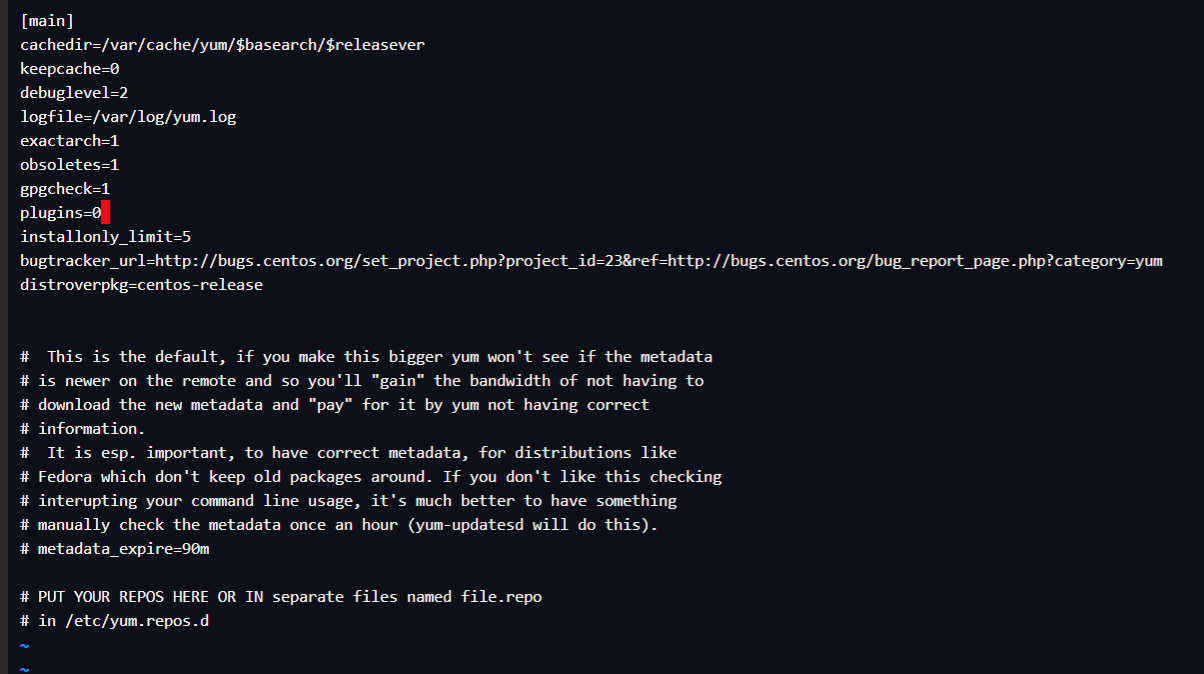 [main]
cachedir=/var/cache/yum/$basearch/$releasever
keepcache=0
debuglevel=2
logfile=/var/log/yum.log
exactarch=1
obsoletes=1
gpgcheck=1
plugins=0
installonly_limit=5
bugtracker_url=http://bugs.centos.org/set_project.php?project_id=23&ref=http://bugs.centos.org/bug_report_page.php?category=yum
distroverpkg=centos-release
#  This is the default, if you make this bigger yum won't see if the metadata
# is newer on the remote and so you'll "gain" the bandwidth of not having to
# download the new metadata and "pay" for it by yum not having correct
# information.
#  It is esp. important, to have correct metadata, for distributions like
# Fedora which don't keep old packages around. If you don't like this checking
# interupting your command line usage, it's much better to have something
# manually check the metadata once an hour (yum-updatesd will do this).
# metadata_expire=90m
# PUT YOUR REPOS HERE OR IN separate files named file.repo
# in /etc/yum.repos.d
~
~